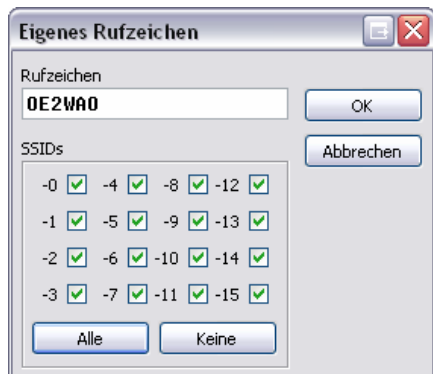 Eigenes Rufzeichen
Rufzeichen
OE2WAO
OK
Abbrechen
SSIDs
-0 -4 -8 -12
-1 -5 -9 -13
-2 -6 -10 -14
-3 -7 -11 -15
Alle Keine